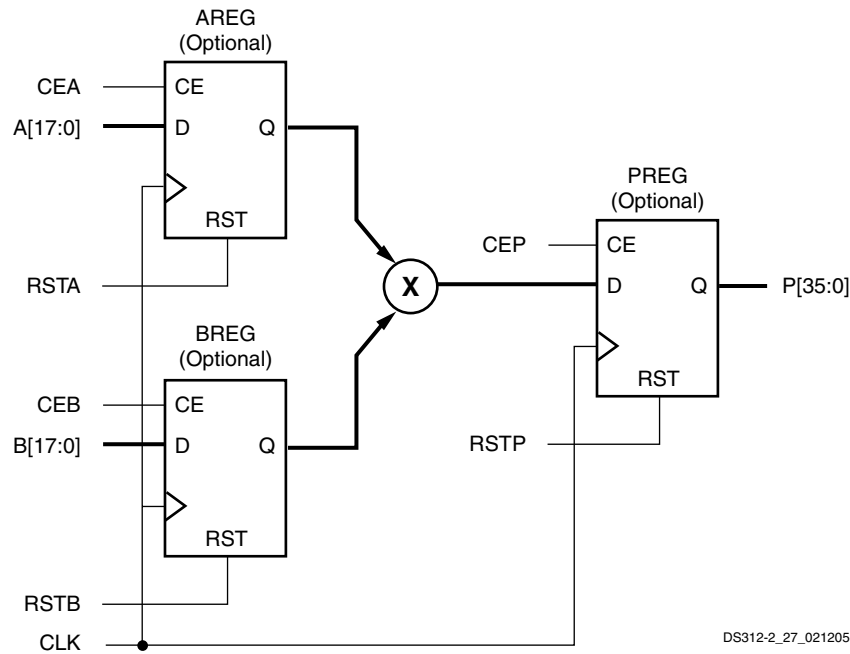 AREG
(Optional)
CEA
CE
A[17:0]
D
Q
RST
RSTA
PREG
(Optional)
CEP
CE
X
D
Q
P[35:0]
RST
RSTP
BREG
(Optional)
CEB
CE
B[17:0]
D
Q
RST
RSTB
CLK
DS312-2_27_021205